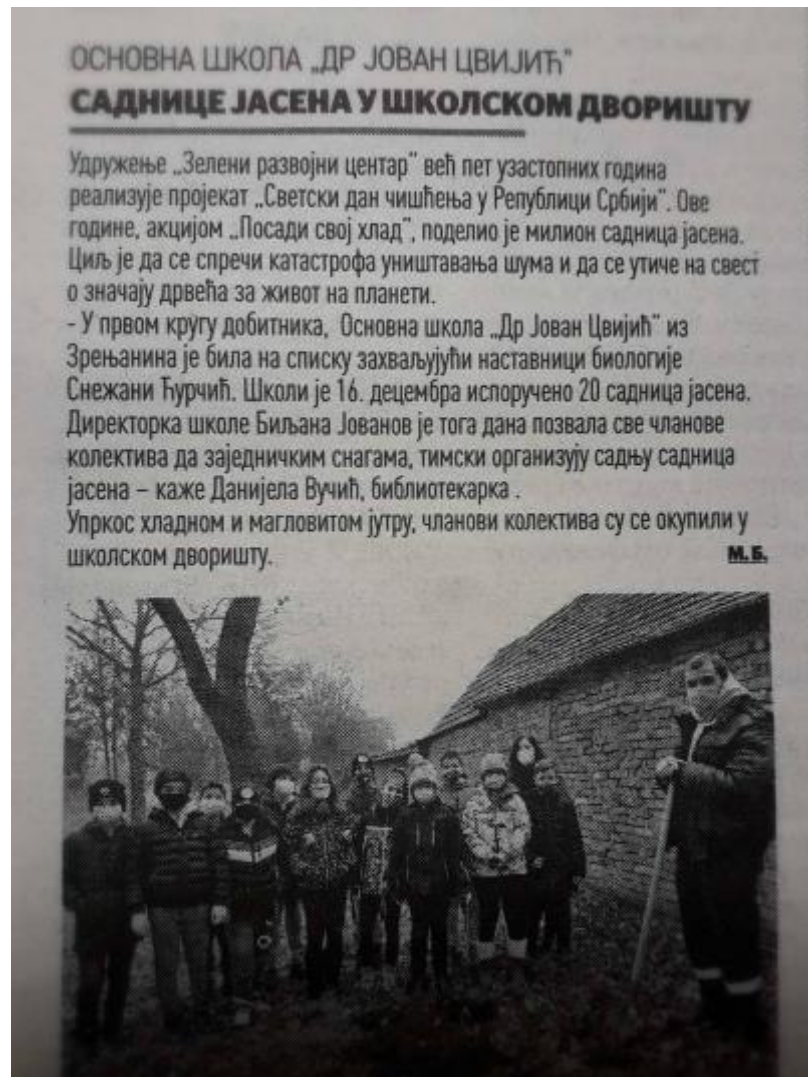 ОСНОВНА ШКОЛА „ДР ЈОВАН ЦВИЈИЋ“
САДНИЦЕ ЈАСЕНА У ШКОЛСКОМ ДВОРИШТУ
Удружење „Зелени развојни центар“ већ пет узастопних година
реализује пројекат „Светски дан чишћења у Републици Србији“. Ове
године, акцијом „Посади свој хлад“, поделио је милион садница јасена.
Циљ је да се спречи катастрофа уништавања шума и да се утиче на свест
о значају дрвећа за живот на планети.
- У првом кругу добитника, Основна школа „Др Јован Цвијић“ из
Зрењанина је била на списку захваљујући наставници биологије
Снежани Ћурчић. Школи је 16. децембра испоручено 20 садница јасена.
Директорка школе Биљана Јованов је тога дана позвала све чланове
колектива да заједничким снагама, тимски организују садњу садница
јасена – каже Данијела Вучић, библиотекарка .
Упркос хладном и магловитом јутру, чланови колектива су се окупили у
школском дворишту. М. Б.